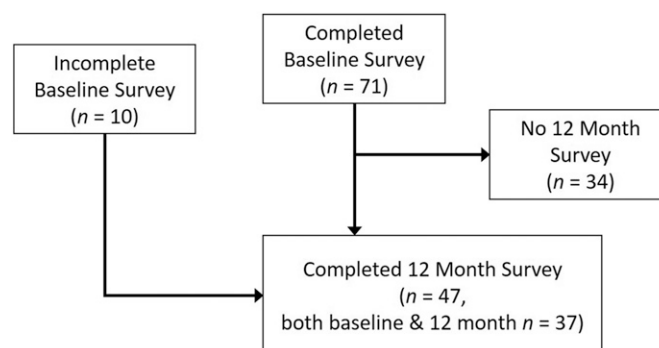 Incomplete
Baseline Survey
(n = 10)
Completed
Baseline Survey
(n = 71)
No 12 Month
Survey
(n = 34)
Completed 12 Month Survey
(n = 47,
both baseline & 12 month n = 37)